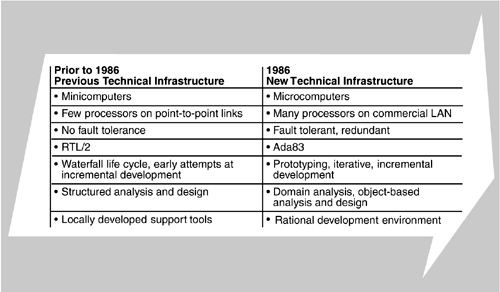 Prior to 1986
Previous Technical Infrastructure
1986
New Technical Infrastructure
• Minicomputers
• Microcomputers
• Few processors on point-to-point links
• Many processors on commercial LAN
• No fault tolerance
• Fault tolerant, redundant
• RTL/2
• Ada83
• Waterfall life cycle, early attempts at
incremental development
• Prototyping, iterative, incremental
development
• Structured analysis and design
• Domain analysis, object-based
analysis and design
• Locally developed support tools
• Rational development environment